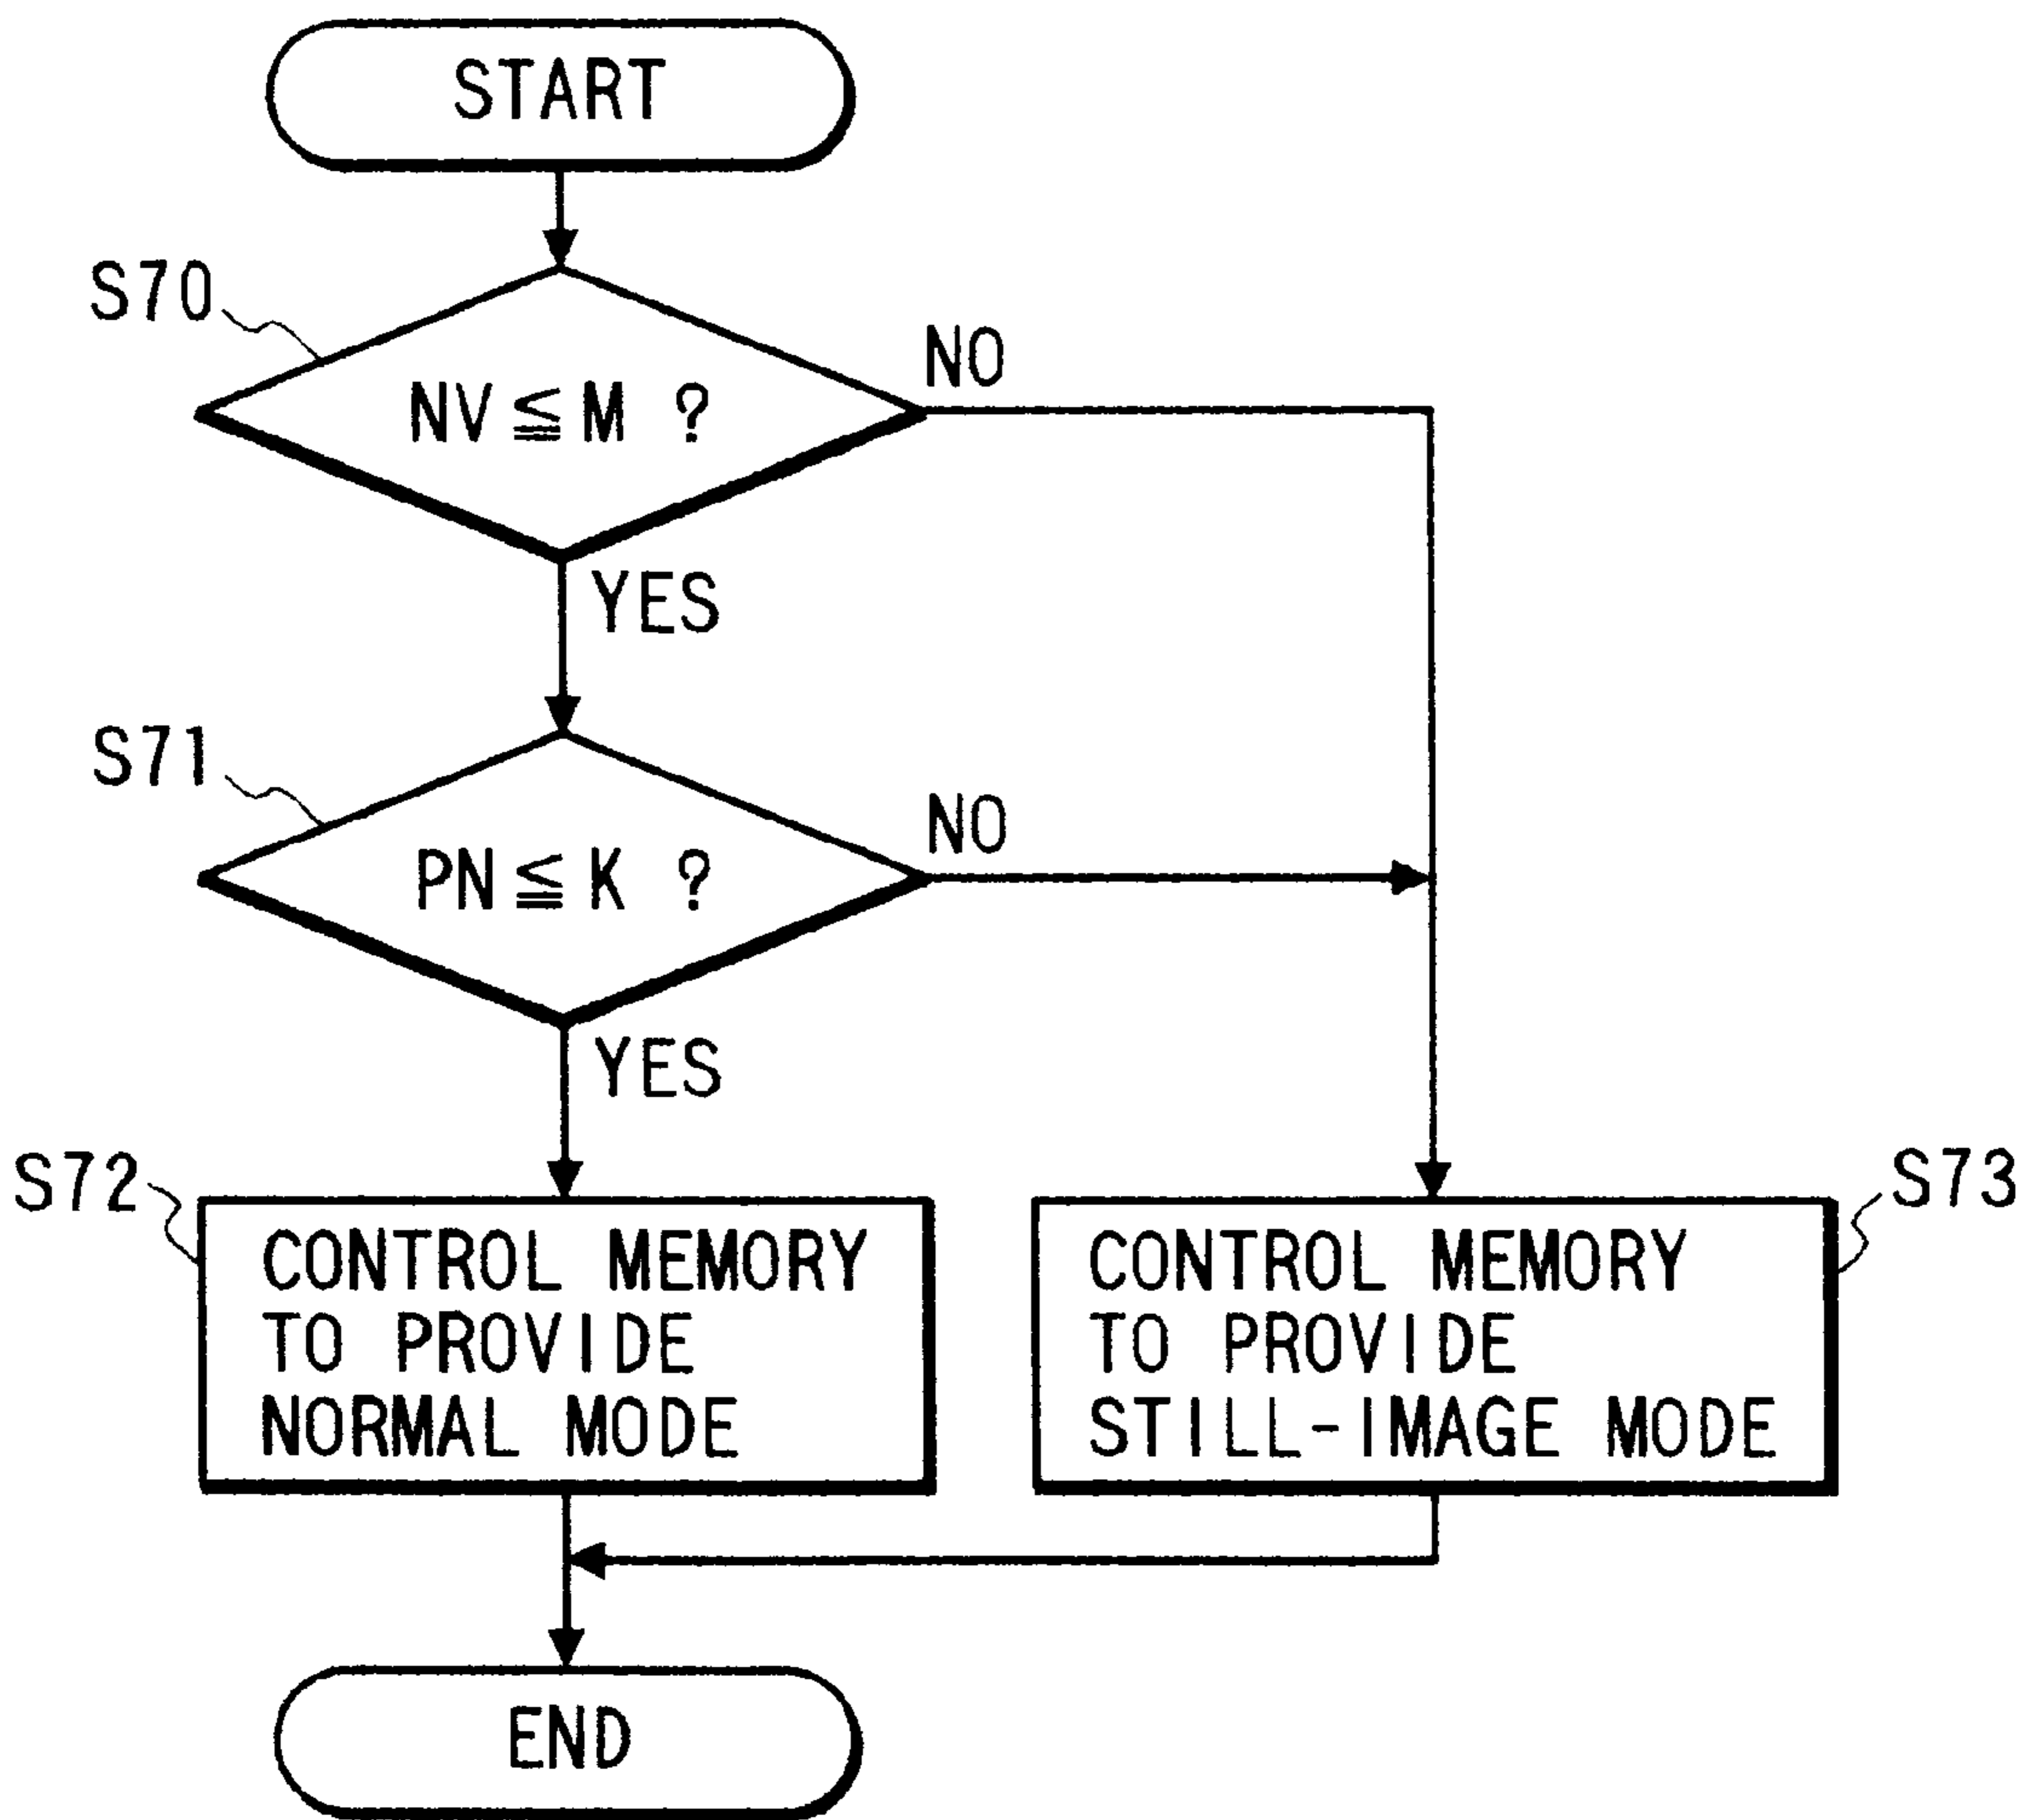 START
S70
NV ≦ M ?
NO
YES
S71
PN ≦ K ?
NO
YES
S72
CONTROL MEMORY
TO PROVIDE
NORMAL MODE
S73
CONTROL MEMORY
TO PROVIDE
STILL-IMAGE MODE
END